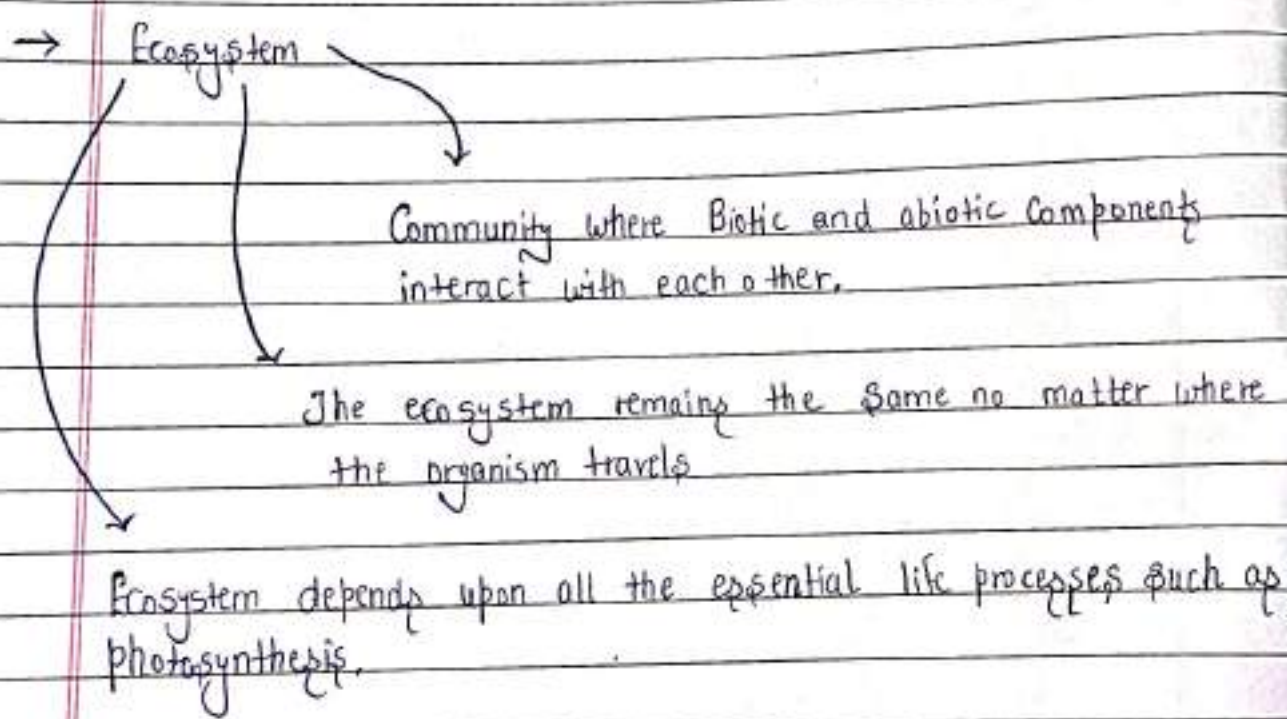 → Ecosystem
Community where Biotic and abiotic Components
interact with each other.
The ecosystem remains the same no matter where
the organism travels
Ecosystem depends upon all the essential life processes such as
photosynthesis.